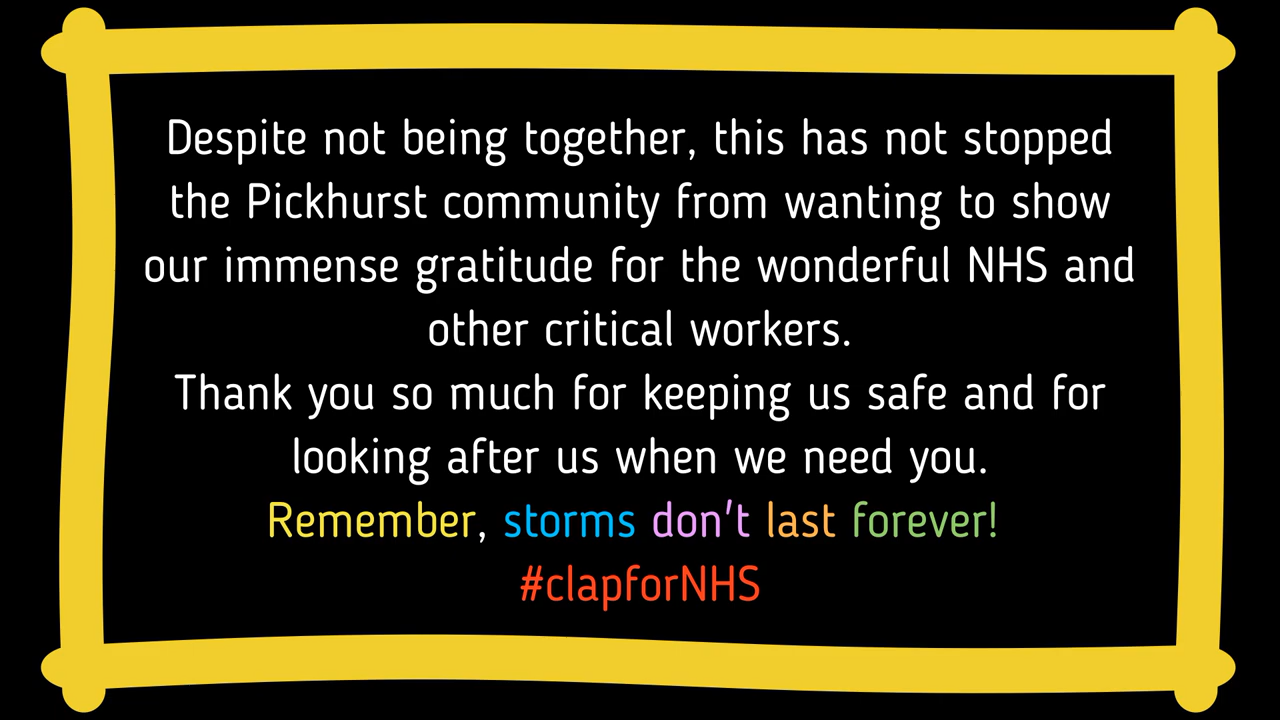 Despite not being together, this has not stopped
the Pickhurst community from wanting to show
our immense gratitude for the wonderful NHS and
other critical workers.
Thank you so much for keeping us safe and for
looking after us when we need you.
Remember, storms don't last forever!
#clapforNHS